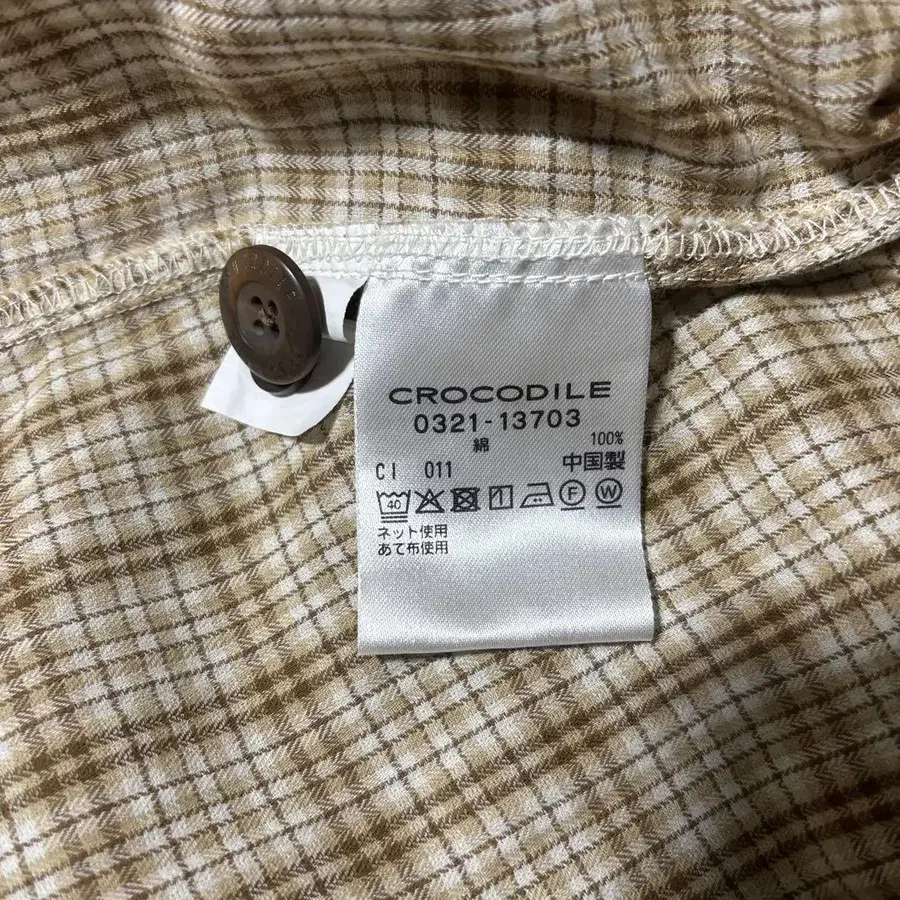 CROCODILE
0321-13703
綿 100%
CI 011 中国製
40 F W
ネット使用
あて布使用